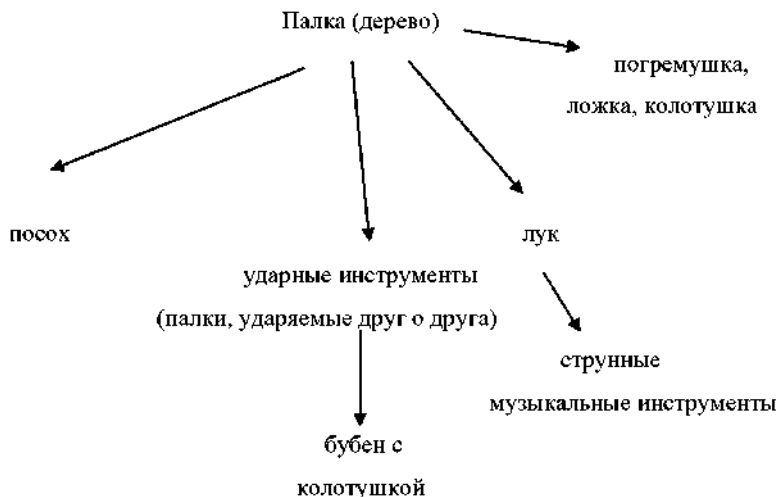 Палка (дерево)
погремушка,
ложка, колотушка
посох
лук
ударные инструменты
(палки, ударяемые друг о друга)
струнные
музыкальные инструменты
бубен с
колотушкой